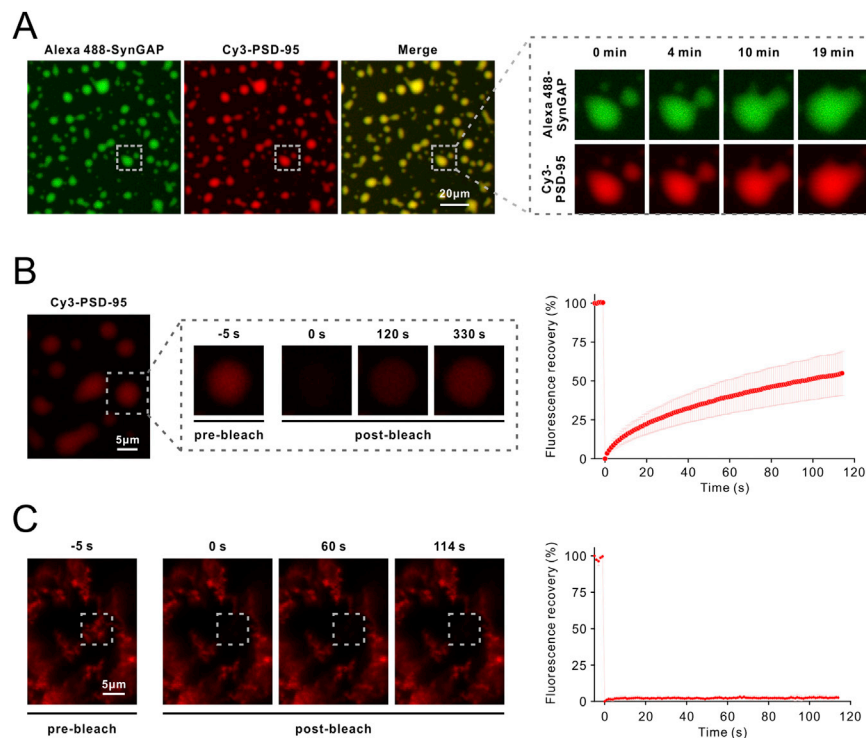 A
Alexa 488-SynGAP Cy3-PSD-95 Merge
20μm
0 min 4 min 10 min 19 min
Alexa 488-
SynGAP
Cy3-
PSD-95
B
Cy3-PSD-95
5μm
-5 s 0 s 120 s 330 s
pre-bleach post-bleach
Fluorescence recovery (%)
100
75
50
25
0
0 20 40 60 80 100 120
Time (s)
C
-5 s 0 s 60 s 114 s
5μm
pre-bleach post-bleach
Fluorescence recovery (%)
100
75
50
25
0
0 20 40 60 80 100 120
Time (s)